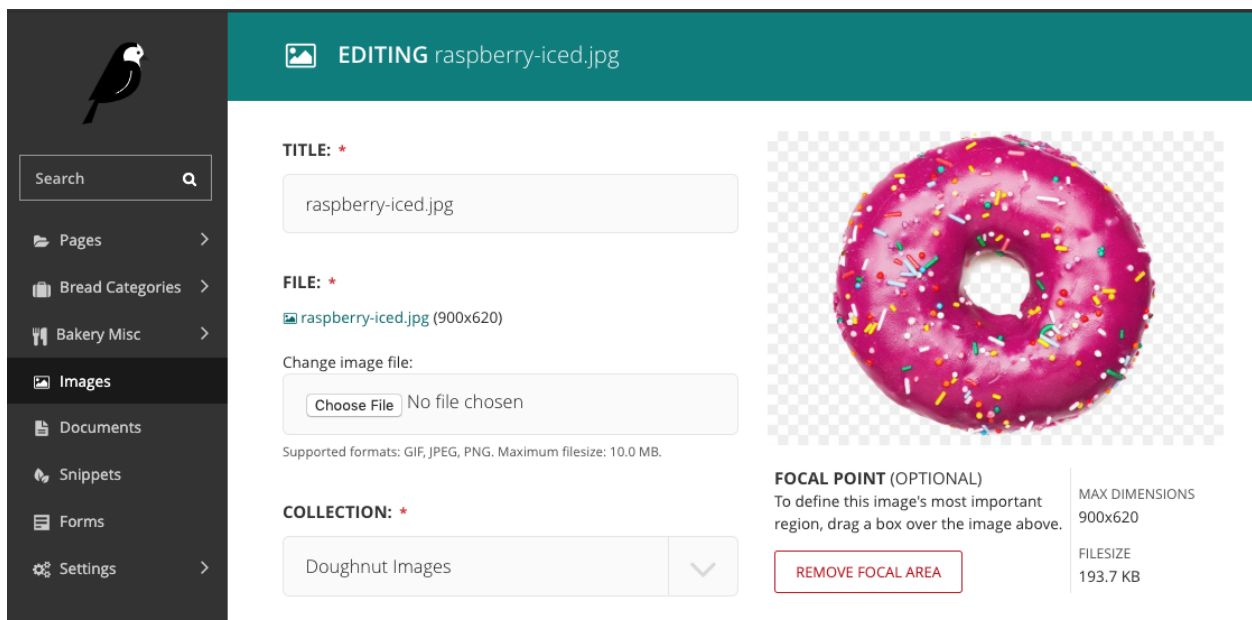 EDITING raspberry-iced.jpg
Search
Pages
Bread Categories
Bakery Misc
Images
Documents
Snippets
Forms
Settings
TITLE: *
raspberry-iced.jpg
FILE: *
raspberry-iced.jpg (900x620)
Change image file:
Choose File No file chosen
Supported formats: GIF, JPEG, PNG. Maximum filesize: 10.0 MB.
COLLECTION: *
Doughnut Images
FOCAL POINT (OPTIONAL)
To define this image's most important
region, drag a box over the image above.
REMOVE FOCAL AREA
MAX DIMENSIONS
900x620
FILESIZE
193.7 KB